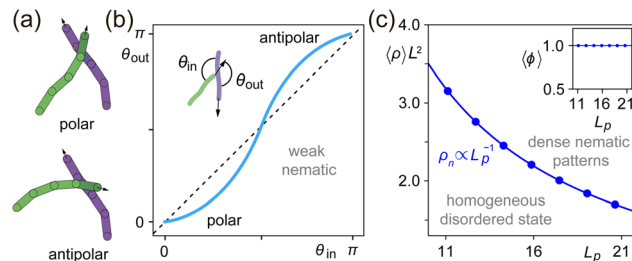 (a)
polar
antipolar
(b)
π
θout
0
0
θin
π
θin
θout
antipolar
polar
weak
nematic
(c)
⟨ρ⟩L²
4.0
3.0
2.0
11
16
Lp
21
ρn∝Lp⁻¹
dense nematic
patterns
homogeneous
disordered state
⟨ϕ⟩
1.0
0.5
11
16
21
Lp